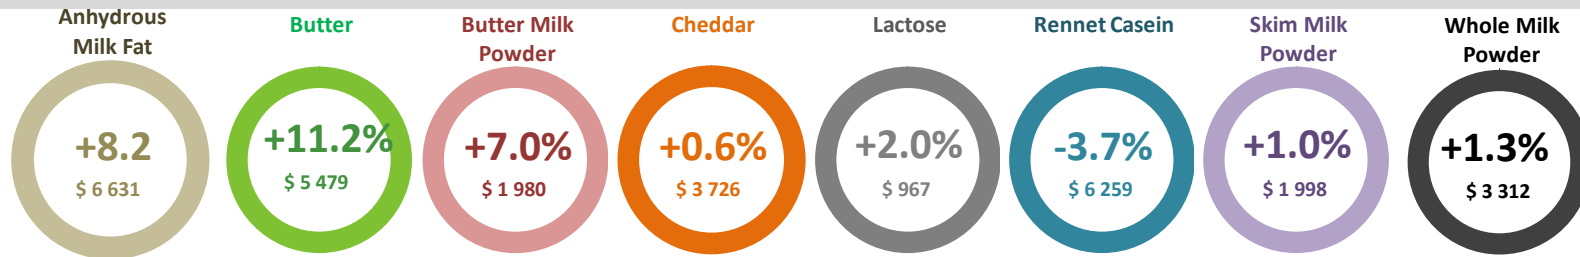 Anhydrous
Milk Fat
+8.2
$ 6 631
Butter
+11.2%
$ 5 479
Butter Milk
Powder
+7.0%
$ 1 980
Cheddar
+0.6%
$ 3 726
Lactose
+2.0%
$ 967
Rennet Casein
-3.7%
$ 6 259
Skim Milk
Powder
+1.0%
$ 1 998
Whole Milk
Powder
+1.3%
$ 3 312